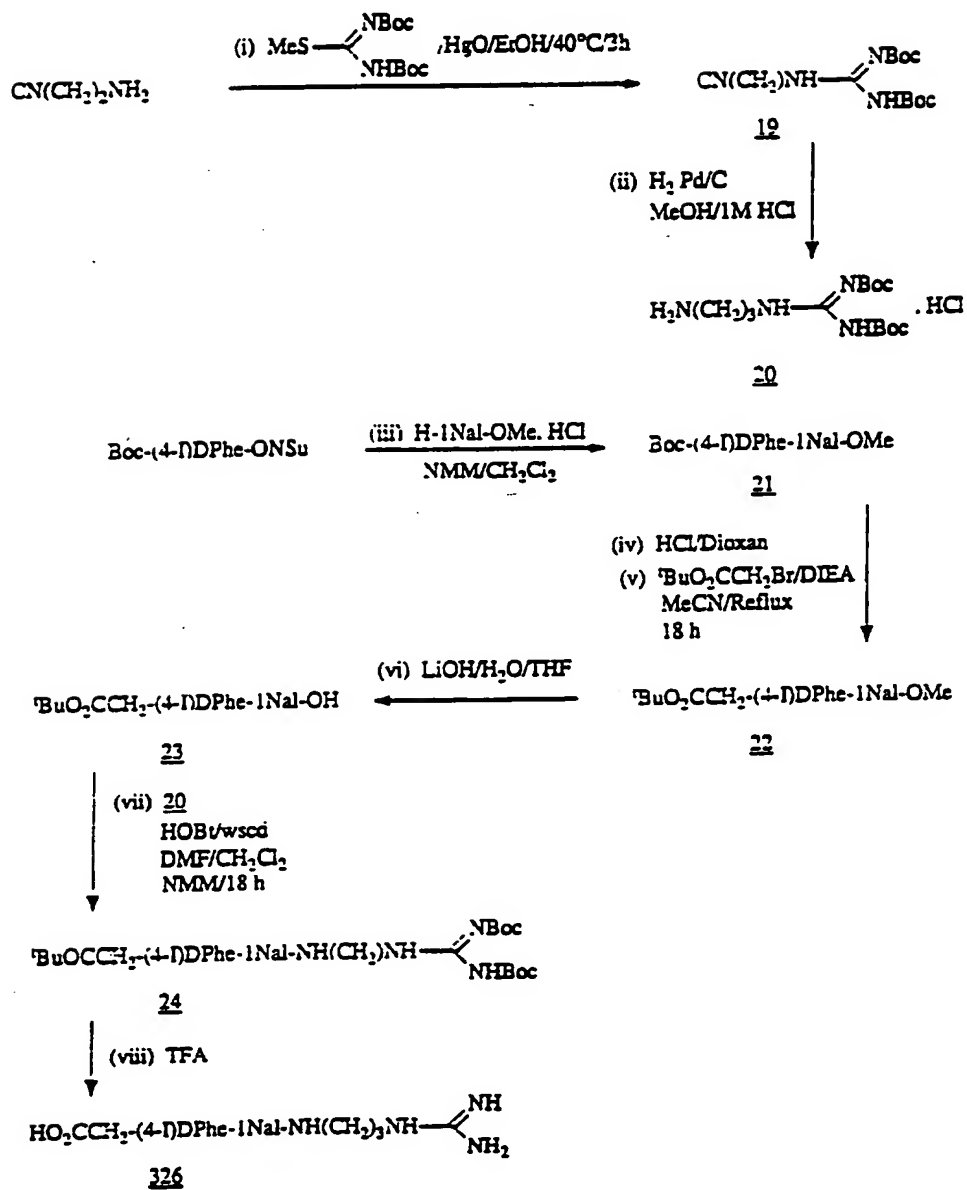 (i) MeS NBoc NHBoc /HgO/EtOH/40°C/3h
CN(CH₂)₂NH₂
CN(CH₂)NH NBoc NHBoc
19
(ii) H₂ Pd/C
MeOH/1M HCl
H₂N(CH₂)₃NH NBoc NHBoc . HCl
20
Boc-(4-I)DPhe-ONSu
(iii) H-1Nal-OMe. HCl
NMM/CH₂Cl₂
Boc-(4-I)DPhe-1Nal-OMe
21
(iv) HCl/Dioxan
(v) ᵗBuO₂CCH₂Br/DIEA
MeCN/Reflux
18 h
ᵗBuO₂CCH₂-(4-I)DPhe-1Nal-OH
23
(vi) LiOH/H₂O/THF
ᵗBuO₂CCH₂-(4-I)DPhe-1Nal-OMe
22
(vii) 20
HOBt/wscd
DMF/CH₂Cl₂
NMM/18 h
ᵗBuOCCH₂-(4-I)DPhe-1Nal-NH(CH₂)NH NBoc NHBoc
24
(viii) TFA
HO₂CCH₂-(4-I)DPhe-1Nal-NH(CH₂)₃NH NH NH₂
326